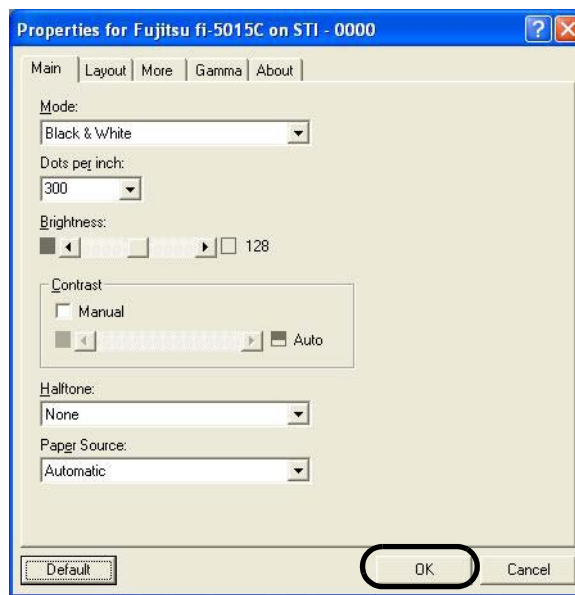 Properties for Fujitsu fi-5015C on STI - 0000
Main Layout More Gamma About
Mode:
Black & White
Dots per inch:
300
Brightness:
128
Contrast
Manual
Auto
Halftone:
None
Paper Source:
Automatic
Default OK Cancel